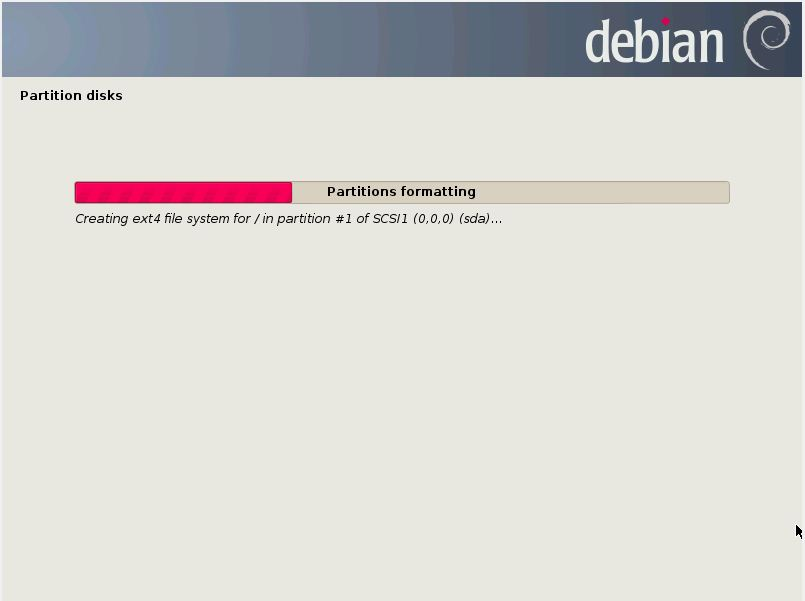 debian
Partition disks
Partitions formatting
Creating ext4 file system for / in partition #1 of SCSI1 (0,0,0) (sda)...